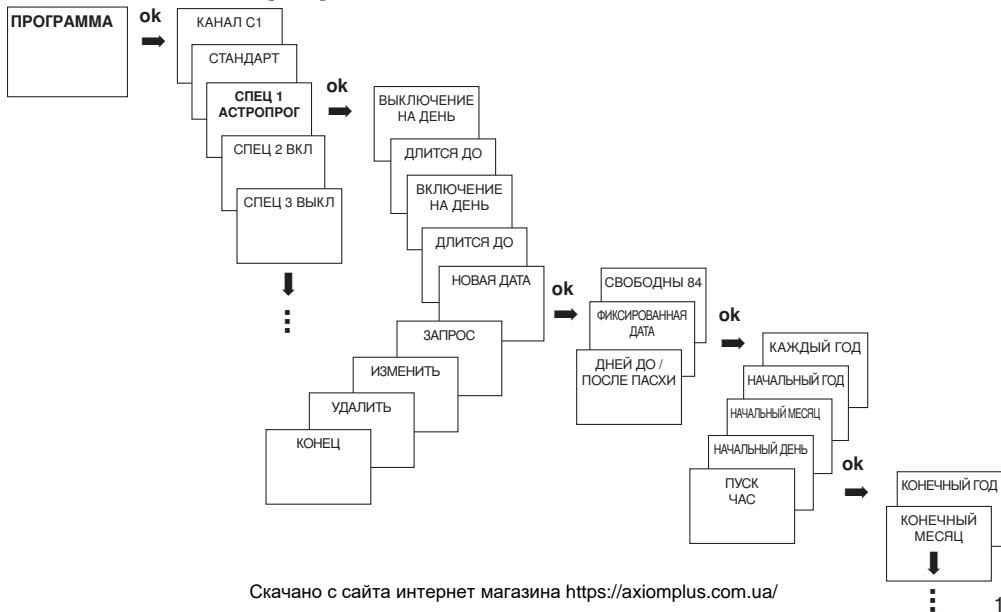 ПРОГРАММА
ok
КАНАЛ C1
СТАНДАРТ
СПЕЦ 1
АСТРОПРОГ
СПЕЦ 2 ВКЛ
СПЕЦ 3 ВЫКЛ
ok
ВЫКЛЮЧЕНИЕ
НА ДЕНЬ
ДЛИТСЯ ДО
ВКЛЮЧЕНИЕ
НА ДЕНЬ
ДЛИТСЯ ДО
НОВАЯ ДАТА
ЗАПРОС
ИЗМЕНИТЬ
УДАЛИТЬ
КОНЕЦ
ok
СВОБОДНЫ 84
ФИКСИРОВАННАЯ
ДАТА
ДНЕЙ ДО /
ПОСЛЕ ПАСХИ
ok
КАЖДЫЙ ГОД
НАЧАЛЬНЫЙ ГОД
НАЧАЛЬНЫЙ МЕСЯЦ
НАЧАЛЬНЫЙ ДЕНЬ
ПУСК
ЧАС
ok
КОНЕЧНЫЙ ГОД
КОНЕЧНЫЙ
МЕСЯЦ
Скачано с сайта интернет магазина https://axiomplus.com.ua/
1